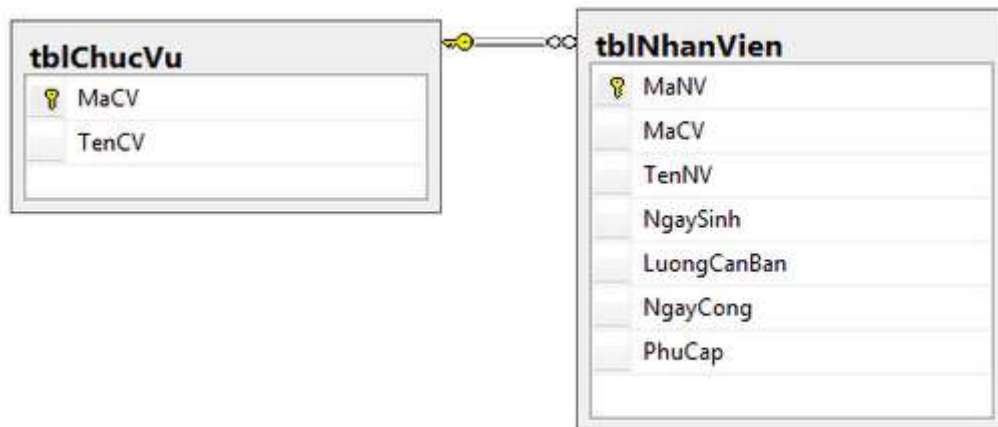 tblChucVu
MaCV
TenCV
tblNhanVien
MaNV
MaCV
TenNV
NgaySinh
LuongCanBan
NgayCong
PhuCap